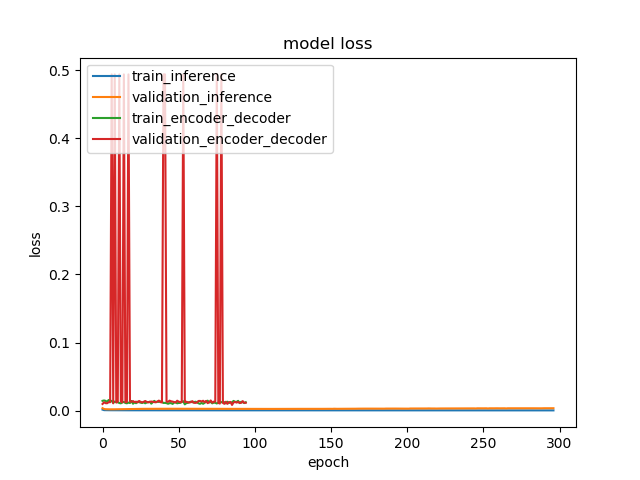 model loss
train_inference
validation_inference
train_encoder_decoder
validation_encoder_decoder
loss
0.5
0.4
0.3
0.2
0.1
0.0
0 50 100 150 200 250 300
epoch